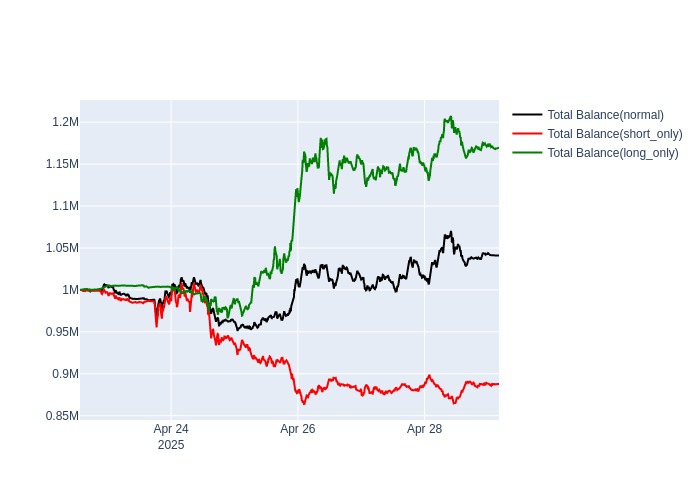 1.2M
1.15M
1.1M
1.05M
1M
0.95M
0.9M
0.85M
Apr 24
2025
Apr 26
Apr 28
Total Balance(normal)
Total Balance(short_only)
Total Balance(long_only)